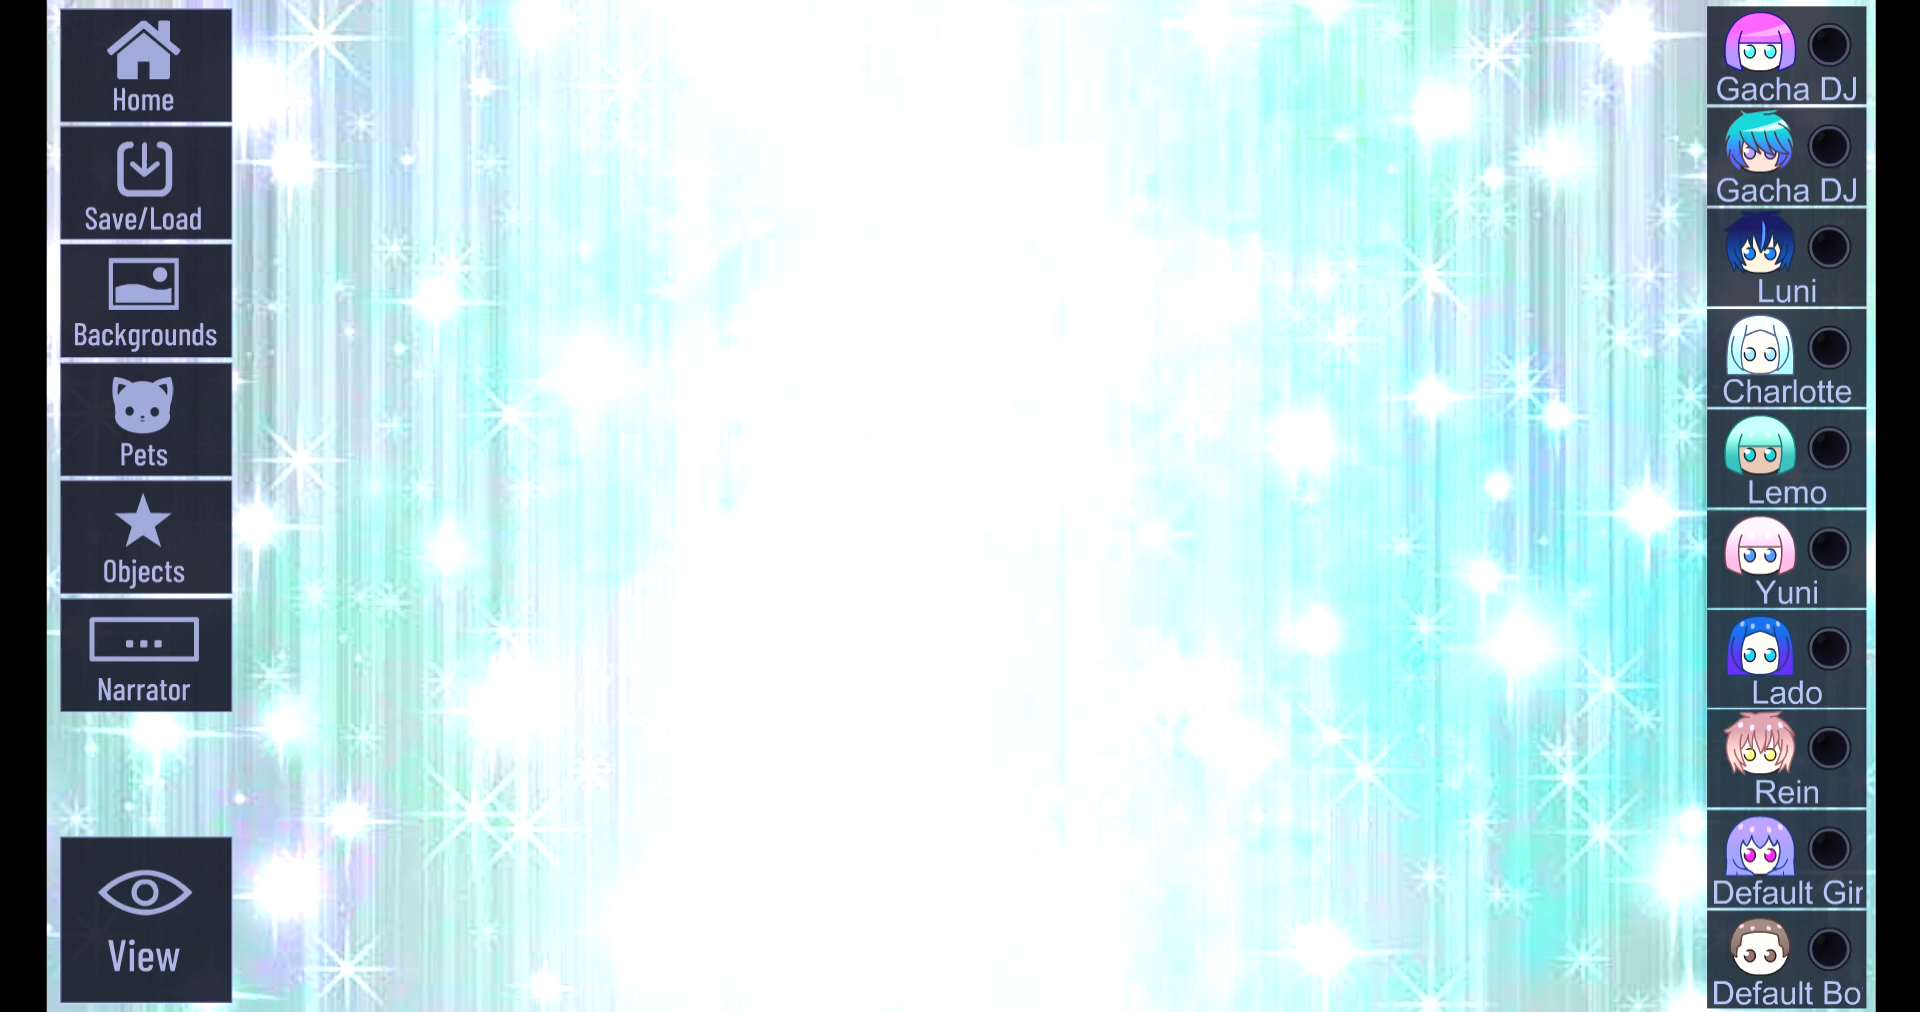 Home
Save/Load
Backgrounds
Pets
Objects
...
Narrator
View
Gacha DJ
Gacha DJ
Luni
Charlotte
Lemo
Yuni
Lado
Rein
Default Gir
Default Bo